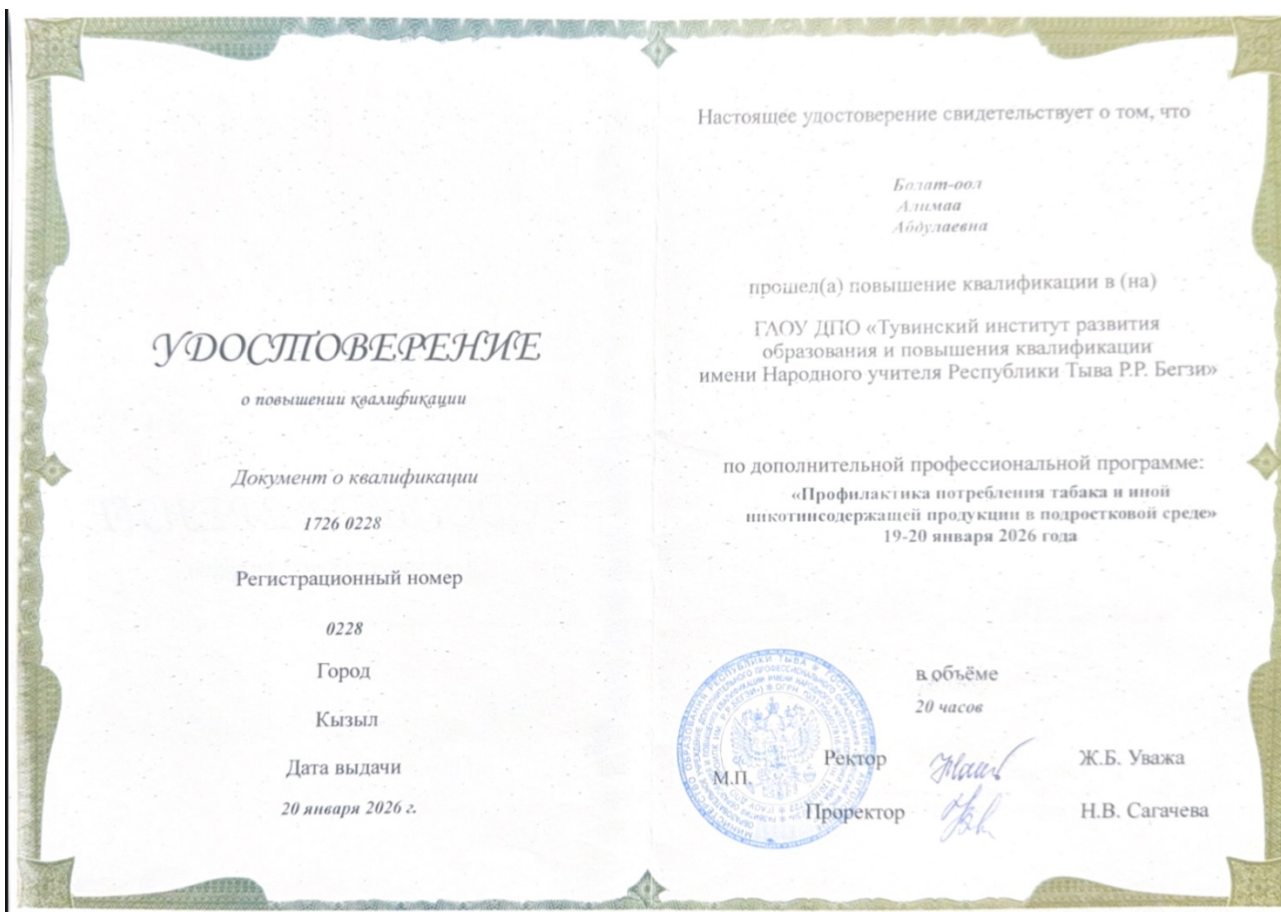 УДОСТОВЕРЕНИЕ
о повышении квалификации
Документ о квалификации
1726 0228
Регистрационный номер
0228
Город
Кызыл
Дата выдачи
20 января 2026 г.
Настоящее удостоверение свидетельствует о том, что
Балат-оол
Алимаа
Абдулаевна
прошел(а) повышение квалификации в (на)
ГАОУ ДПО «Тувинский институт развития
образования и повышения квалификации
имени Народного учителя Республики Тыва Р.Р. Бегзи»
по дополнительной профессиональной программе:
«Профилактика потребления табака и иной
никотинсодержащей продукции в подростковой среде»
19-20 января 2026 года
в объёме
20 часов
М.П.
Ректор
Ж.Б. Уважа
Проректор
Н.В. Сагачева